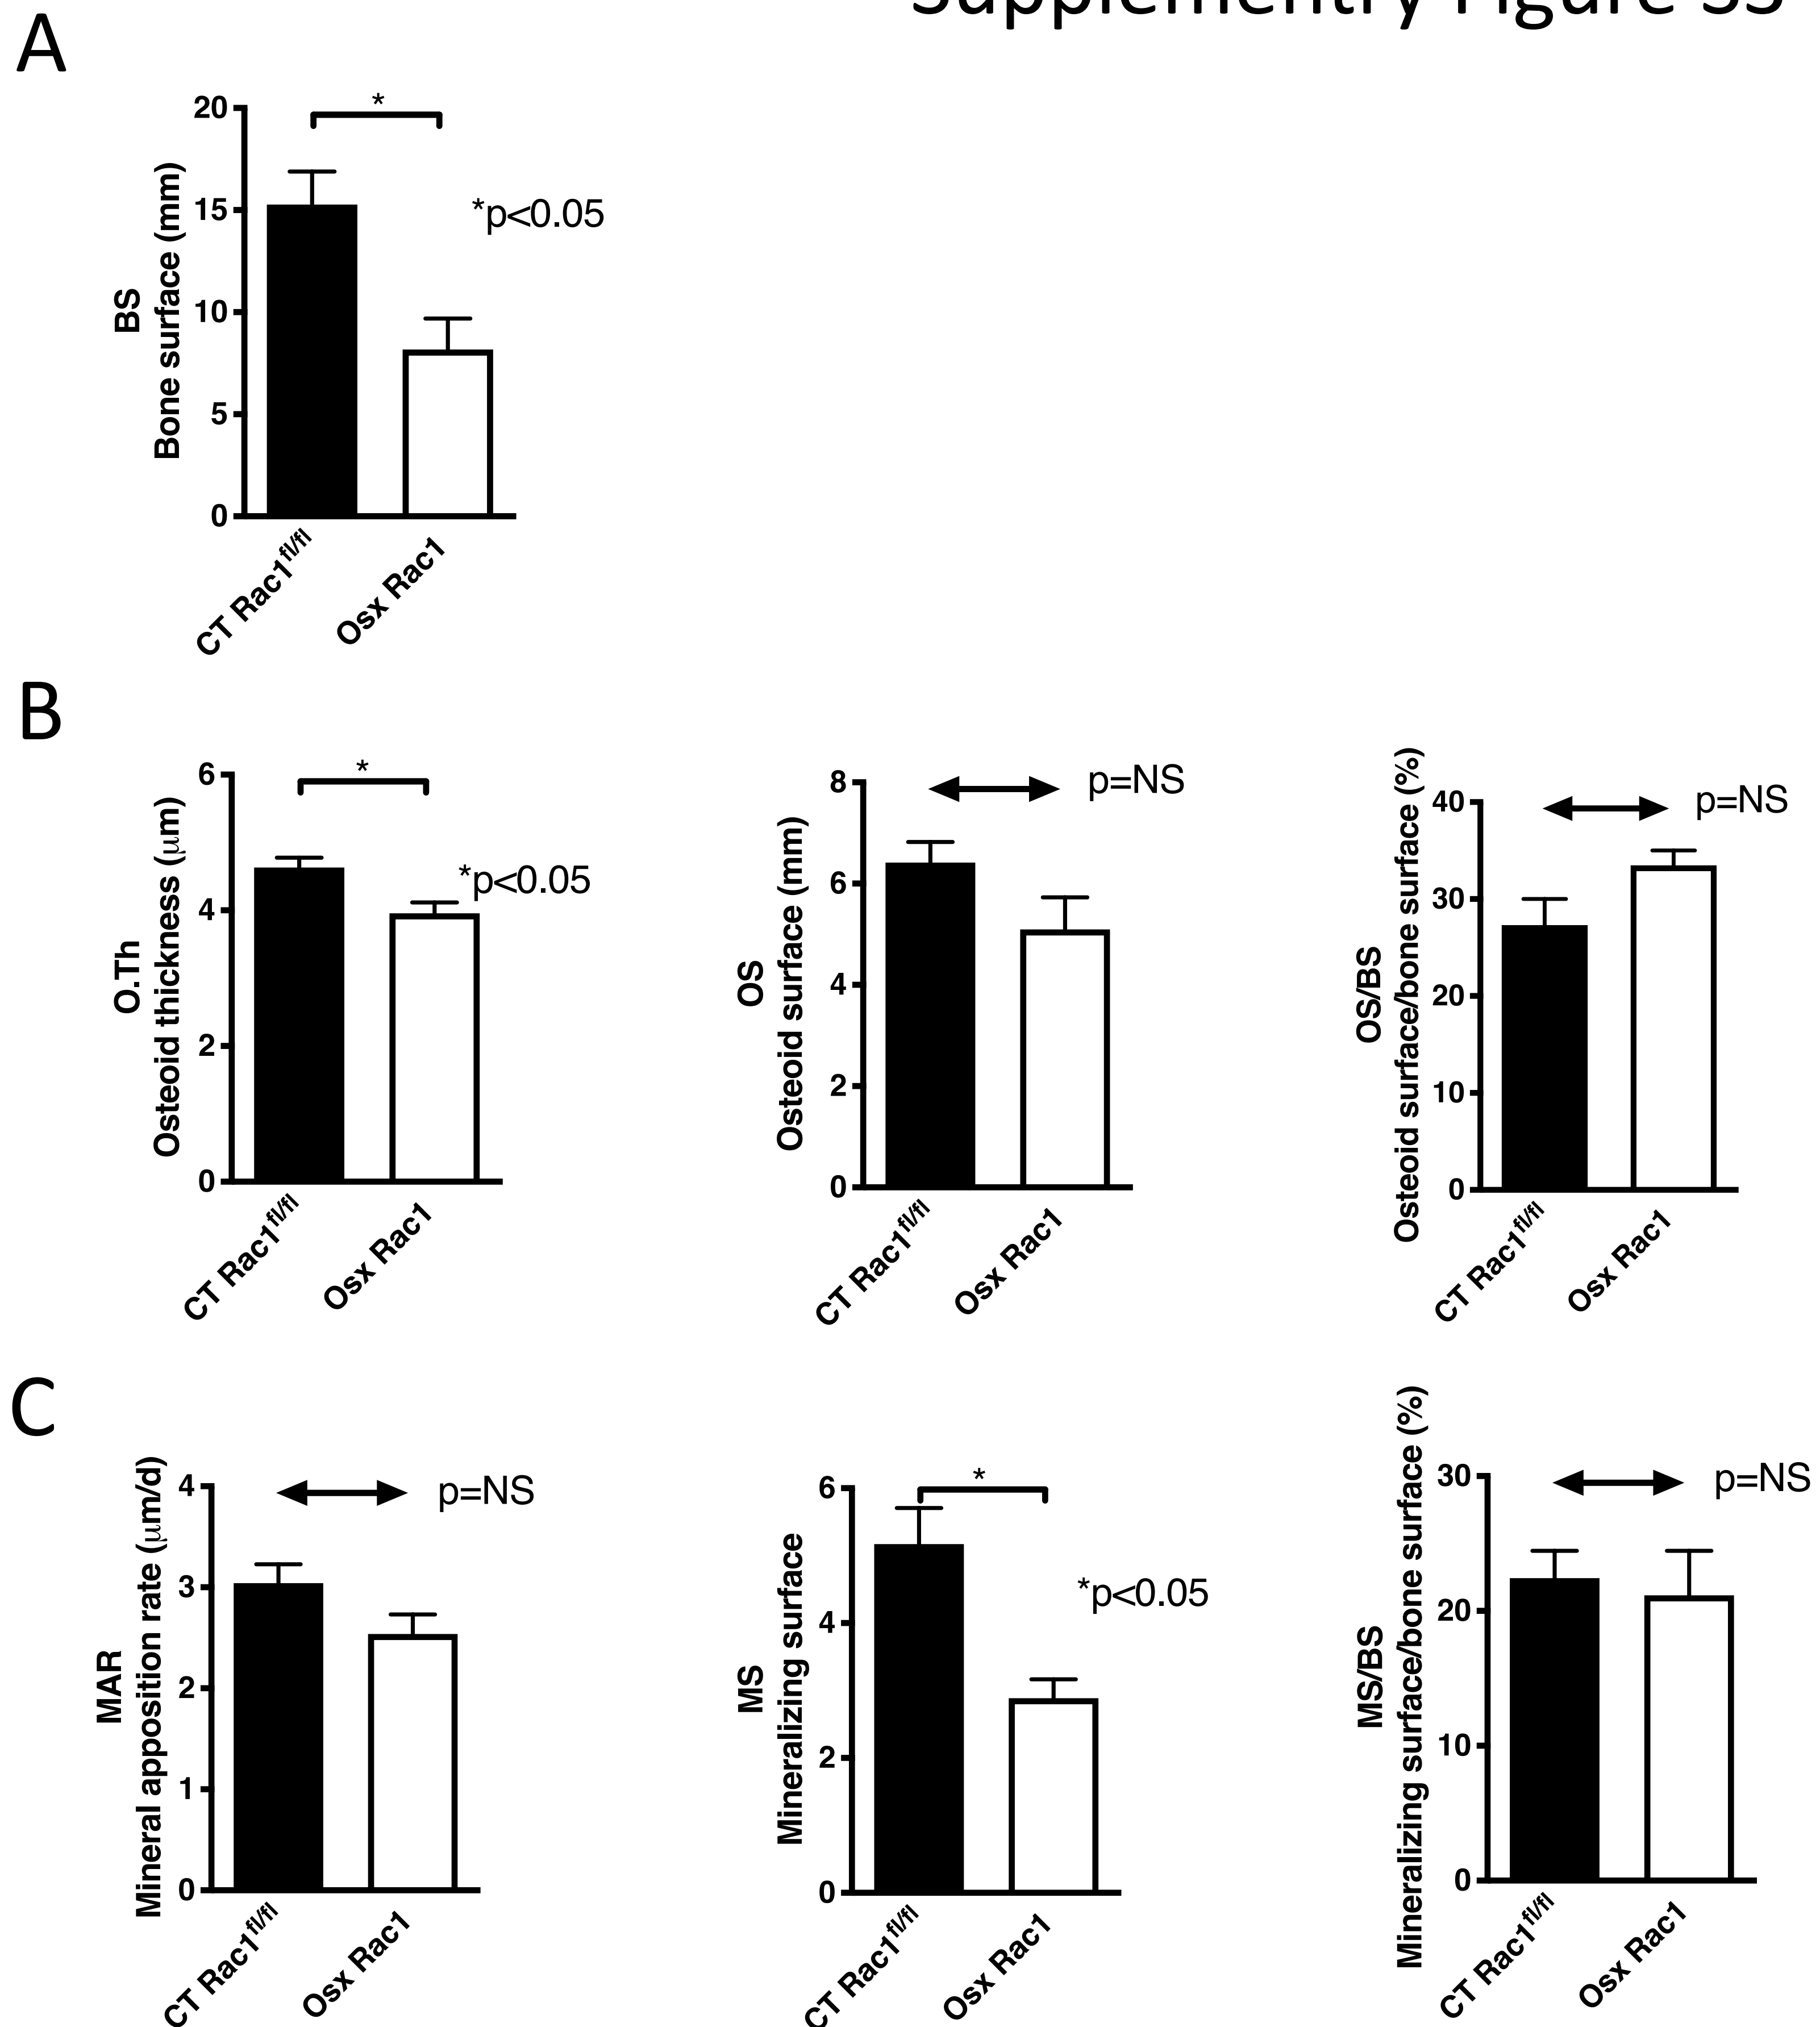 Supplementry Figure
A
*
20
15
10
5
0
BS
Bone surface (mm)
*p<0.05
CT Rac1fl/fl
Osx Rac1
B
*
6
4
2
0
O.Th
Osteoid thickness (μm)
*p<0.05
CT Rac1fl/fl
Osx Rac1
p=NS
8
6
4
2
0
OS
Osteoid surface (mm)
CT Rac1fl/fl
Osx Rac1
p=NS
40
30
20
10
0
OS/BS
Osteoid surface/bone surface (%)
CT Rac1fl/fl
Osx Rac1
C
p=NS
4
3
2
1
0
MAR
Mineral apposition rate (μm/d)
CT Rac1fl/fl
Osx Rac1
*
6
4
2
0
MS
Mineralizing surface
*p<0.05
CT Rac1fl/fl
Osx Rac1
p=NS
30
20
10
0
MS/BS
Mineralizing surface/bone surface (%)
CT Rac1fl/fl
Osx Rac1